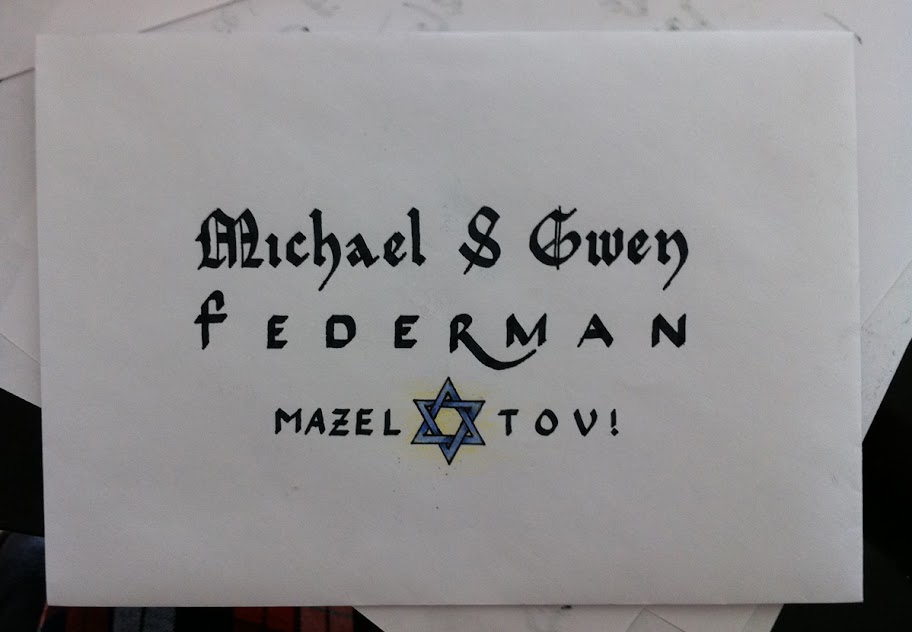 Michael & Gwen
FEDERMAN
MAZEL TOV!